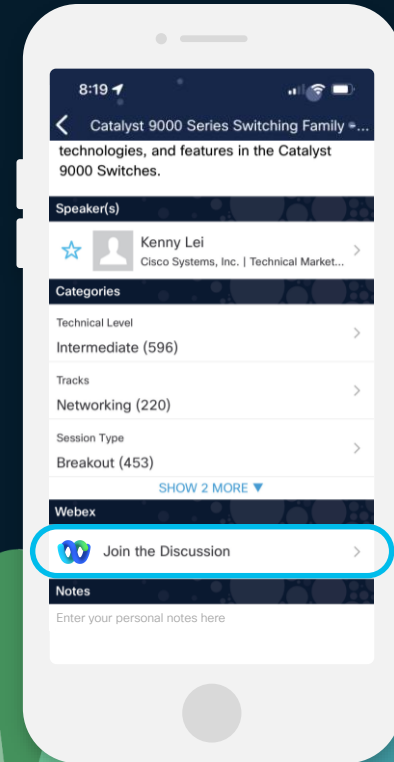 8:19
Catalyst 9000 Series Switching Family -...
technologies, and features in the Catalyst
9000 Switches.
Speaker(s)
Kenny Lei
Cisco Systems, Inc. | Technical Market...
Categories
Technical Level
Intermediate (596)
Tracks
Networking (220)
Session Type
Breakout (453)
SHOW 2 MORE ▼
Webex
Join the Discussion
Notes
Enter your personal notes here